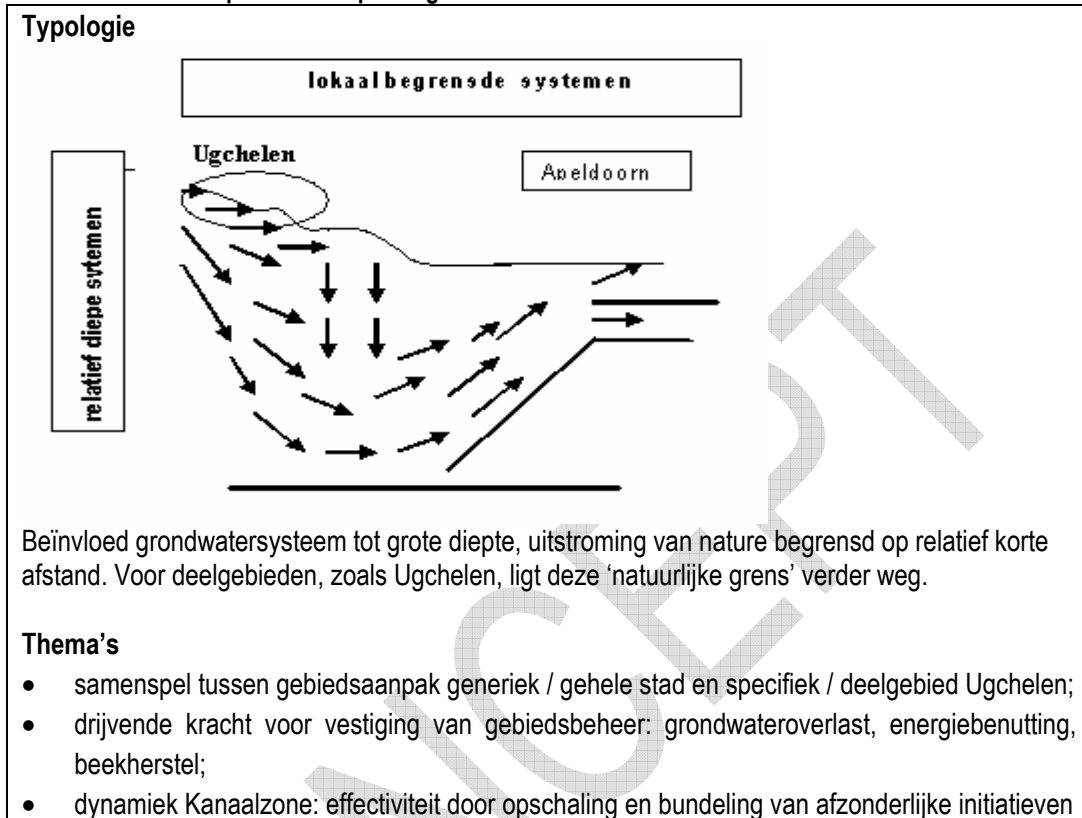 Typologie
lokaalbegrensde systemen
Ugchelen
Apeldoorn
relatief diepe sytemen
Beïnvloed grondwatersysteem tot grote diepte, uitstroming van nature begrensd op relatief korte
afstand. Voor deelgebieden, zoals Ugchelen, ligt deze ‘natuurlijke grens’ verder weg.
Thema’s
• samenspel tussen gebiedsaanpak generiek / gehele stad en specifiek / deelgebied Ugchelen;
• drijvende kracht voor vestiging van gebiedsbeheer: grondwateroverlast, energiebenutting,
beekherstel;
• dynamiek Kanaalzone: effectiviteit door opschaling en bundeling van afzonderlijke initiatieven